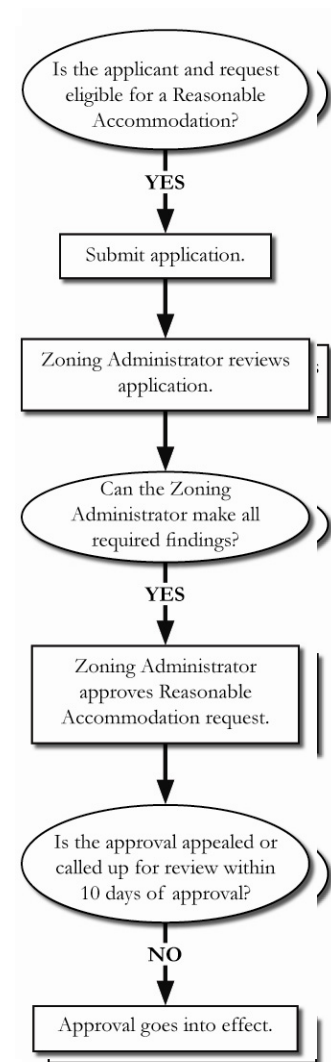 Is the applicant and request
eligible for a Reasonable
Accommodation?
YES
Submit application.
Zoning Administrator reviews
application.
Can the Zoning
Administrator make all
required findings?
YES
Zoning Administrator
approves Reasonable
Accommodation request.
Is the approval appealed or
called up for review within
10 days of approval?
NO
Approval goes into effect.